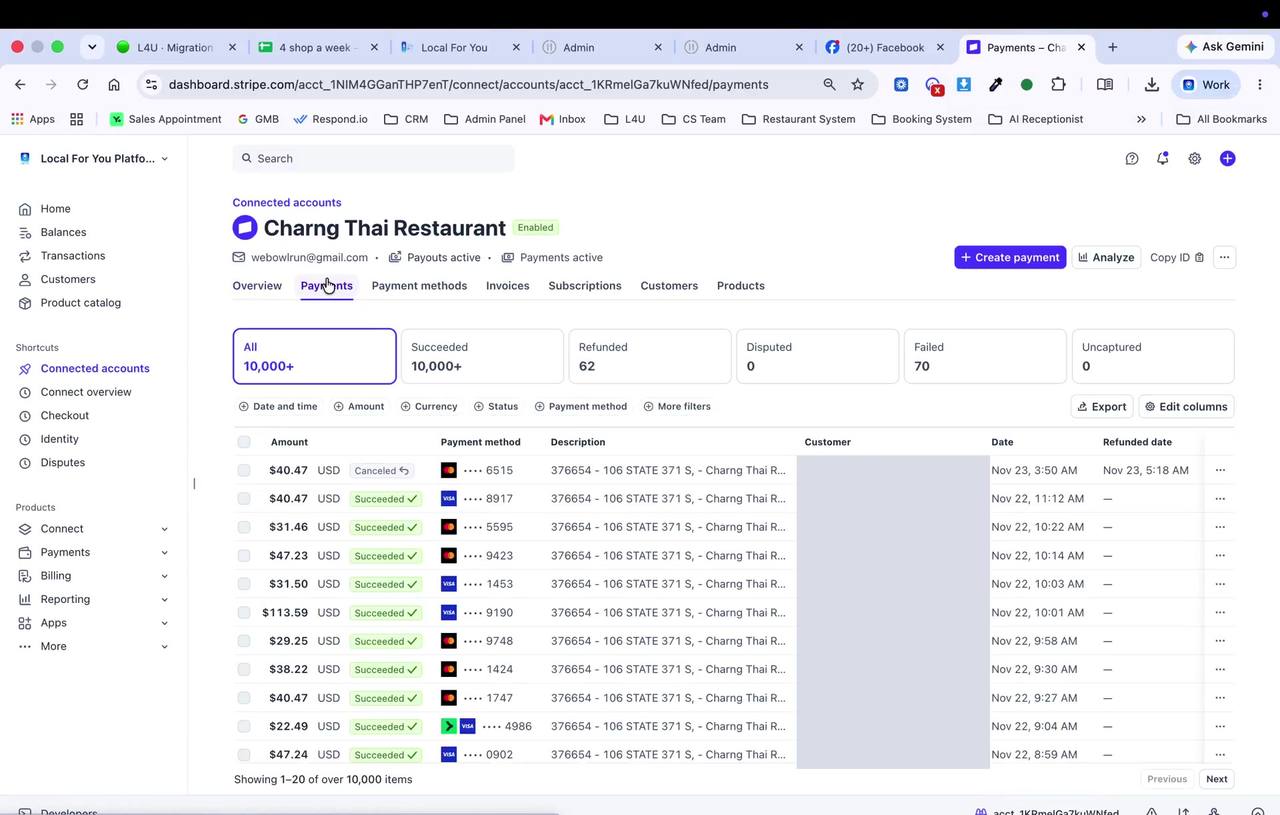 L4U · Migration
4 shop a week -
Local For You
Admin
Admin
(20+) Facebook
Payments – Cha
Ask Gemini
dashboard.stripe.com/acct_1NIM4GGanTHP7enT/connect/accounts/acct_1KRmelGa7kuWNfed/payments
Work
Apps
Sales Appointment
GMB
Respond.io
CRM
Admin Panel
Inbox
L4U
CS Team
Restaurant System
Booking System
AI Receptionist
All Bookmarks
Local For You Platfo...
Search
Home
Balances
Transactions
Customers
Product catalog
Shortcuts
Connected accounts
Connect overview
Checkout
Identity
Disputes
Products
Connect
Payments
Billing
Reporting
Apps
More
Developers
Connected accounts
Charng Thai Restaurant Enabled
webowlrun@gmail.com • Payouts active • Payments active
Create payment
Analyze
Copy ID
Overview Payments Payment methods Invoices Subscriptions Customers Products
All
10,000+
Succeeded
10,000+
Refunded
62
Disputed
0
Failed
70
Uncaptured
0
Date and time Amount Currency Status Payment method More filters
Export
Edit columns
Amount Payment method Description Customer Date Refunded date
$40.47 USD Canceled •••• 6515 376654 - 106 STATE 371 S, - Charng Thai R... Nov 23, 3:50 AM Nov 23, 5:18 AM
$40.47 USD Succeeded VISA •••• 8917 376654 - 106 STATE 371 S, - Charng Thai R... Nov 22, 11:12 AM —
$31.46 USD Succeeded •••• 5595 376654 - 106 STATE 371 S, - Charng Thai R... Nov 22, 10:22 AM —
$47.23 USD Succeeded •••• 9423 376654 - 106 STATE 371 S, - Charng Thai R... Nov 22, 10:14 AM —
$31.50 USD Succeeded VISA •••• 1453 376654 - 106 STATE 371 S, - Charng Thai R... Nov 22, 10:03 AM —
$113.59 USD Succeeded VISA •••• 9190 376654 - 106 STATE 371 S, - Charng Thai R... Nov 22, 10:01 AM —
$29.25 USD Succeeded •••• 9748 376654 - 106 STATE 371 S, - Charng Thai R... Nov 22, 9:58 AM —
$38.22 USD Succeeded •••• 1424 376654 - 106 STATE 371 S, - Charng Thai R... Nov 22, 9:30 AM —
$40.47 USD Succeeded •••• 1747 376654 - 106 STATE 371 S, - Charng Thai R... Nov 22, 9:27 AM —
$22.49 USD Succeeded VISA •••• 4986 376654 - 106 STATE 371 S, - Charng Thai R... Nov 22, 9:04 AM —
$47.24 USD Succeeded VISA •••• 0902 376654 - 106 STATE 371 S, - Charng Thai R... Nov 22, 8:59 AM —
Showing 1–20 of over 10,000 items
Previous
Next
acct_1KRmelGa7kuWNfed